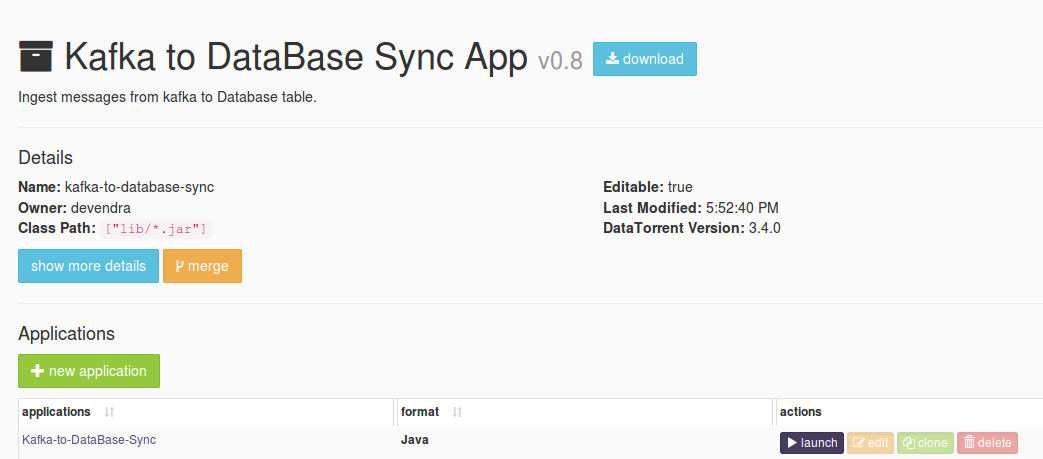 Kafka to DataBase Sync App v0.8 download
Ingest messages from kafka to Database table.
Details
Name: kafka-to-database-sync
Editable: true
Owner: devendra
Last Modified: 5:52:40 PM
Class Path: ["lib/*.jar"]
DataTorrent Version: 3.4.0
show more details merge
Applications
new application
applications format actions
Kafka-to-DataBase-Sync Java launch edit clone delete